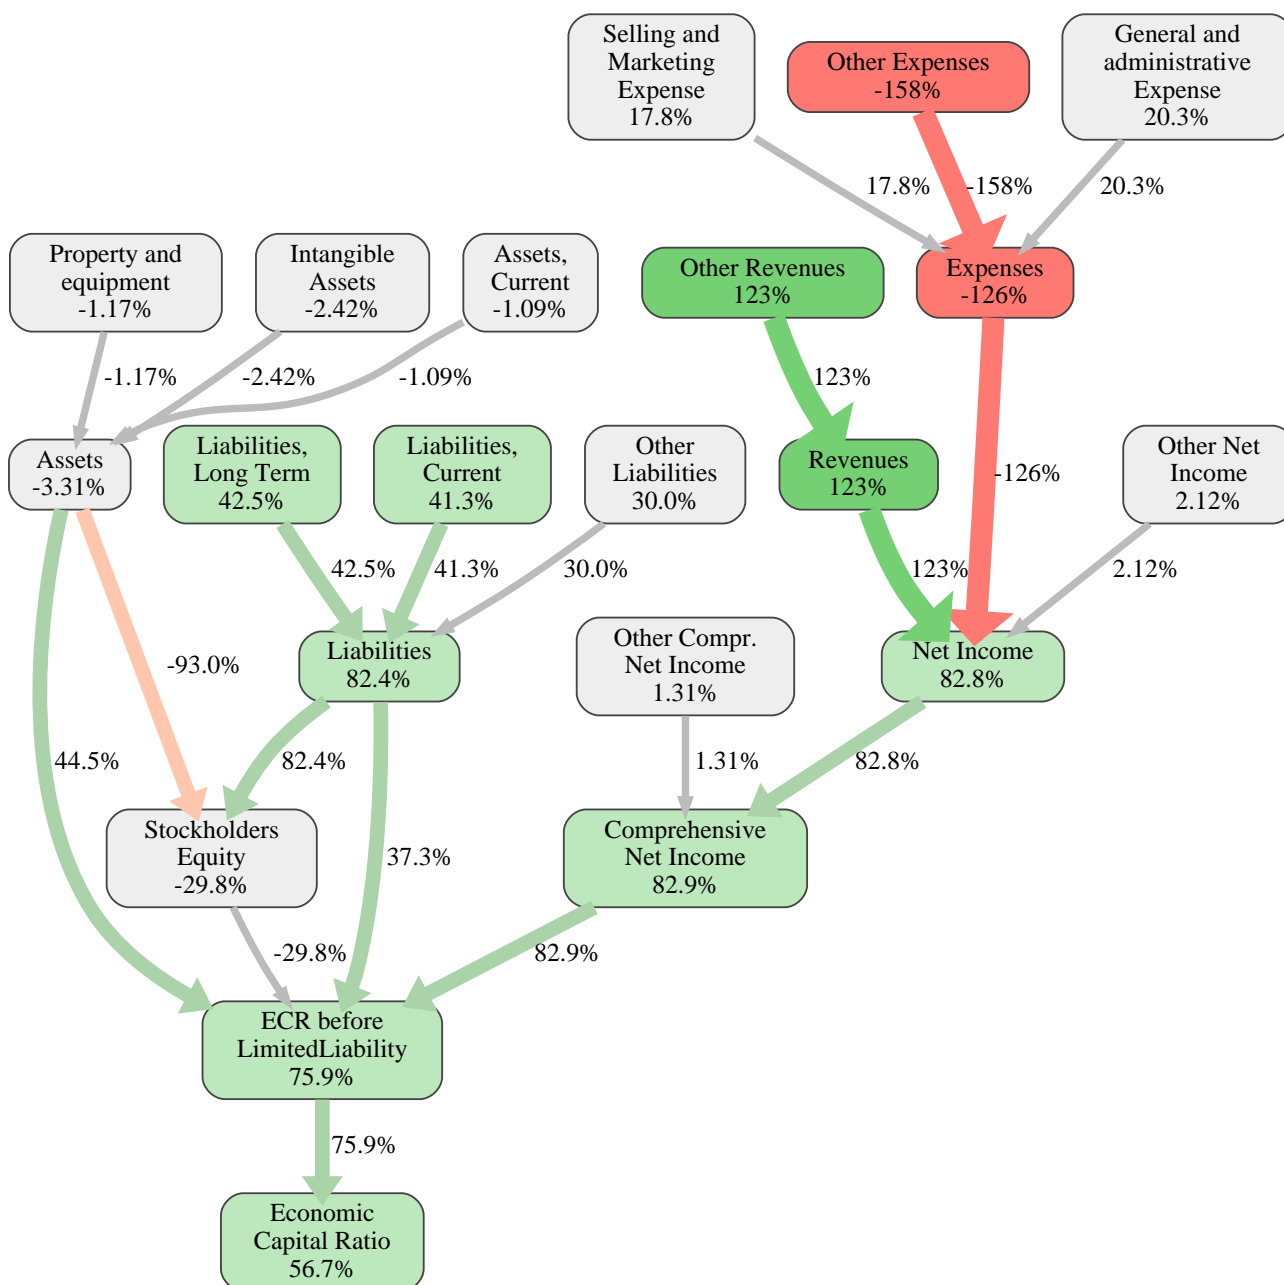 Selling and
Marketing
Expense
17.8%
Other Expenses
-158%
General and
administrative
Expense
20.3%
17.8%
-158%
20.3%
Property and
equipment
-1.17%
Intangible
Assets
-2.42%
Assets,
Current
-1.09%
Other Revenues
123%
Expenses
-126%
-1.17%
-2.42%
-1.09%
123%
Assets
-3.31%
Liabilities,
Long Term
42.5%
Liabilities,
Current
41.3%
Other
Liabilities
30.0%
Revenues
123%
-126%
Other Net
Income
2.12%
42.5%
41.3%
30.0%
123%
2.12%
-93.0%
Liabilities
82.4%
Other Compr.
Net Income
1.31%
Net Income
82.8%
44.5%
82.4%
1.31%
82.8%
Stockholders
Equity
-29.8%
37.3%
Comprehensive
Net Income
82.9%
-29.8%
82.9%
ECR before
LimitedLiability
75.9%
75.9%
Economic
Capital Ratio
56.7%